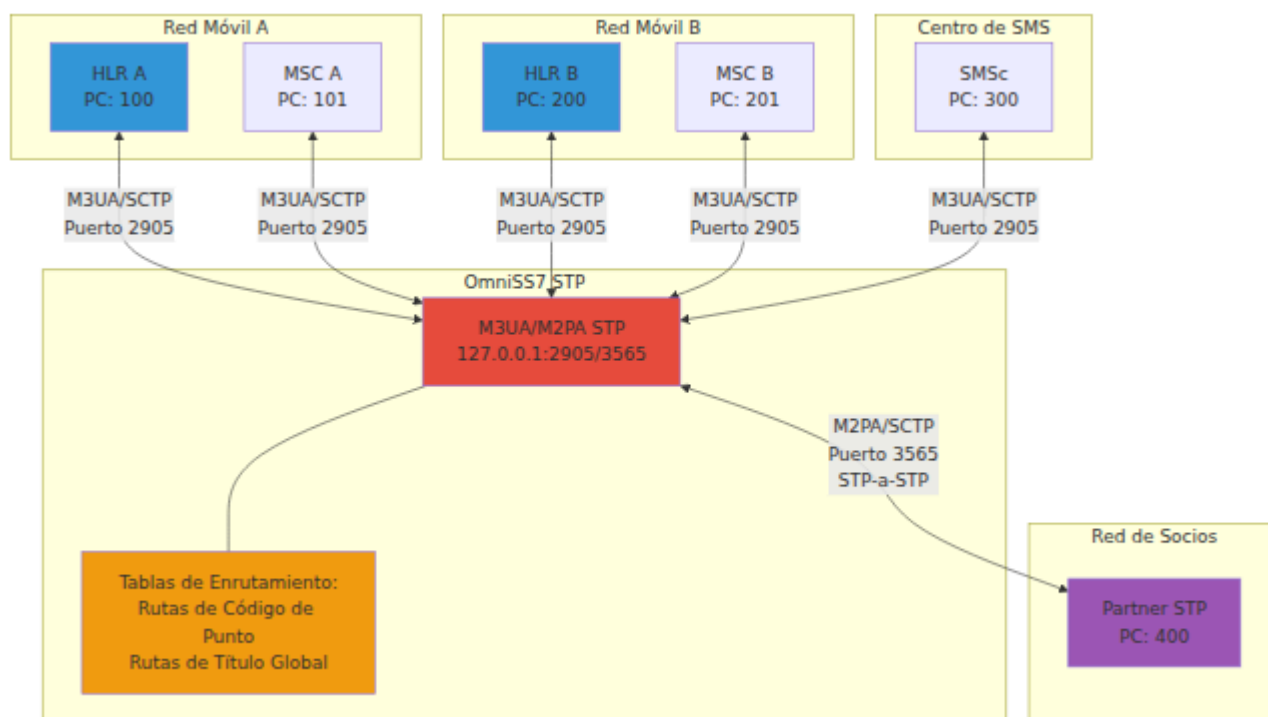 Red Móvil A
HLR A
PC: 100
MSC A
PC: 101
Red Móvil B
HLR B
PC: 200
MSC B
PC: 201
Centro de SMS
SMSc
PC: 300
M3UA/SCTP
Puerto 2905
M3UA/SCTP
Puerto 2905
M3UA/SCTP
Puerto 2905
M3UA/SCTP
Puerto 2905
M3UA/SCTP
Puerto 2905
OmniSS7 STP
M3UA/M2PA STP
127.0.0.1:2905/3565
M2PA/SCTP
Puerto 3565
STP-a-STP
Tablas de Enrutamiento:
Rutas de Código de
Punto
Rutas de Título Global
Red de Socios
Partner STP
PC: 400